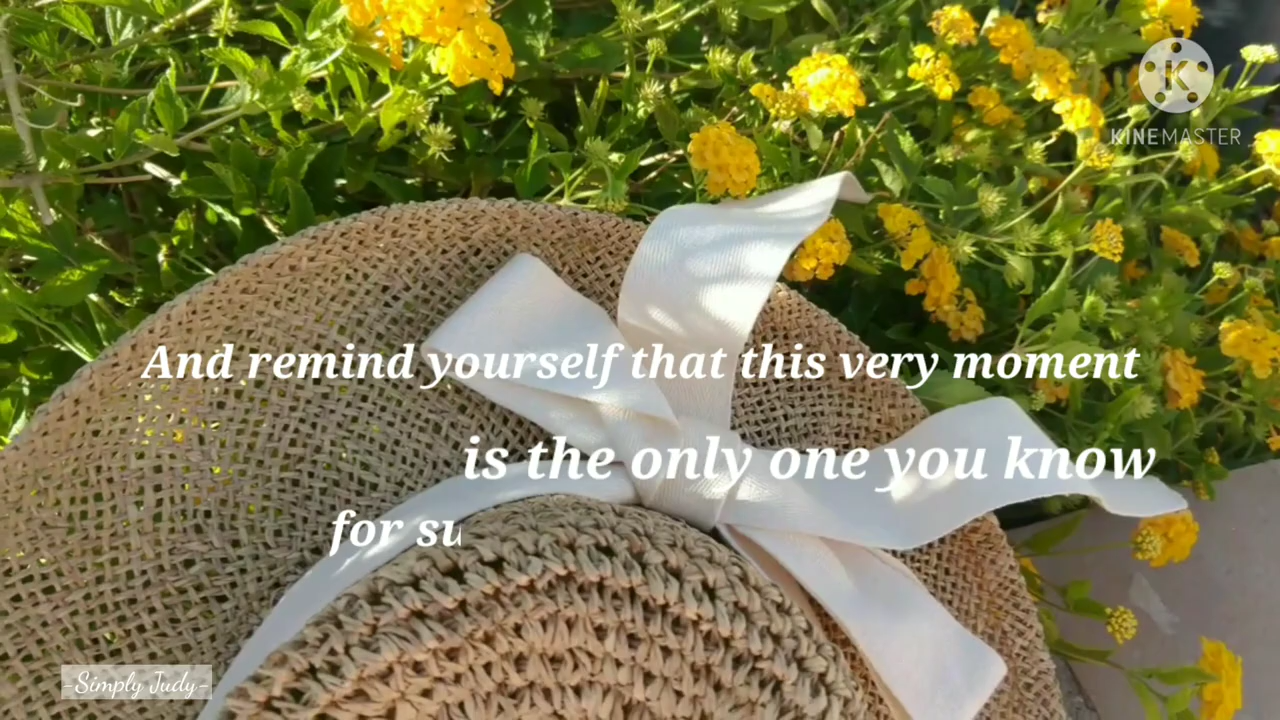 KINEMASTER
And remind yourself that this very moment
is the only one you know
for su
-Simply Judy-